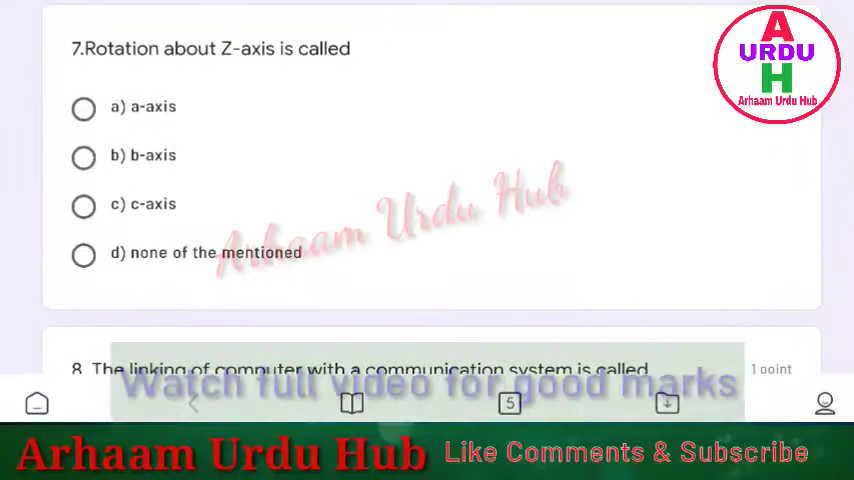 7.Rotation about Z-axis is called
a) a-axis
b) b-axis
c) c-axis
d) none of the mentioned
Arhaam Urdu Hub
A
URDU
H
Arhaam Urdu Hub
8. The linking of computer with a communication system is called
1 point
Watch full video for good marks
5
Arhaam Urdu Hub
Like Comments & Subscribe